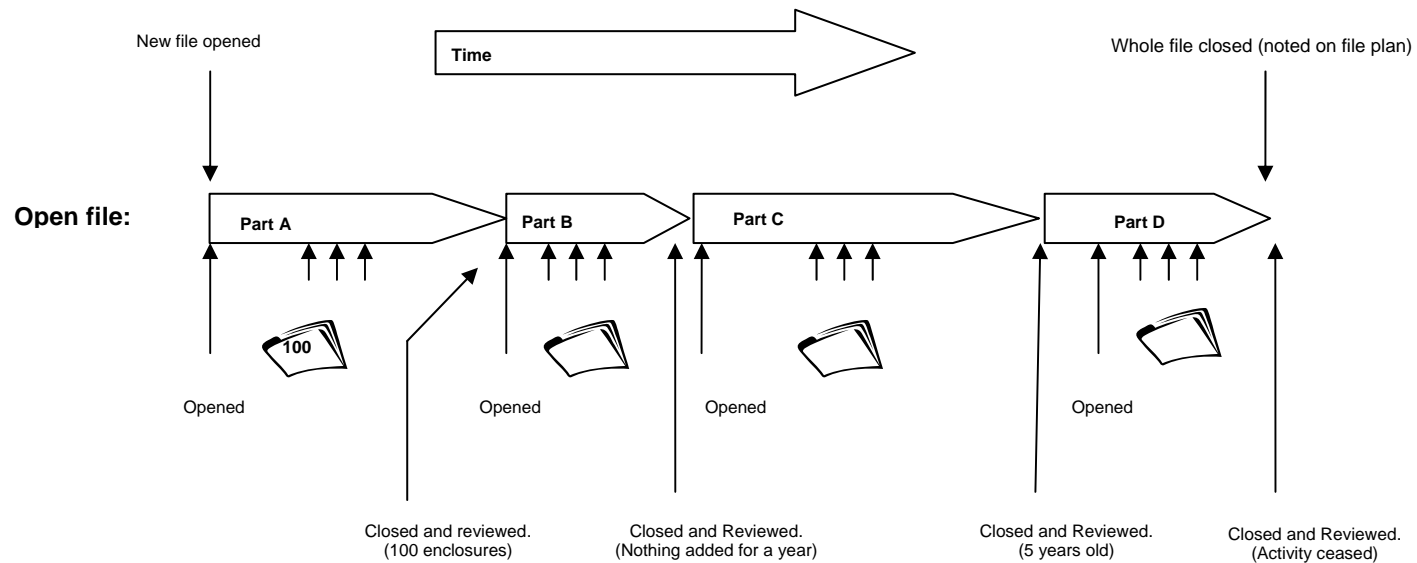 New file opened
Time
Whole file closed (noted on file plan)
Open file:
Part A
Part B
Part C
Part D
100
Opened
Opened
Opened
Opened
Closed and reviewed.
(100 enclosures)
Closed and Reviewed.
(Nothing added for a year)
Closed and Reviewed.
(5 years old)
Closed and Reviewed.
(Activity ceased)